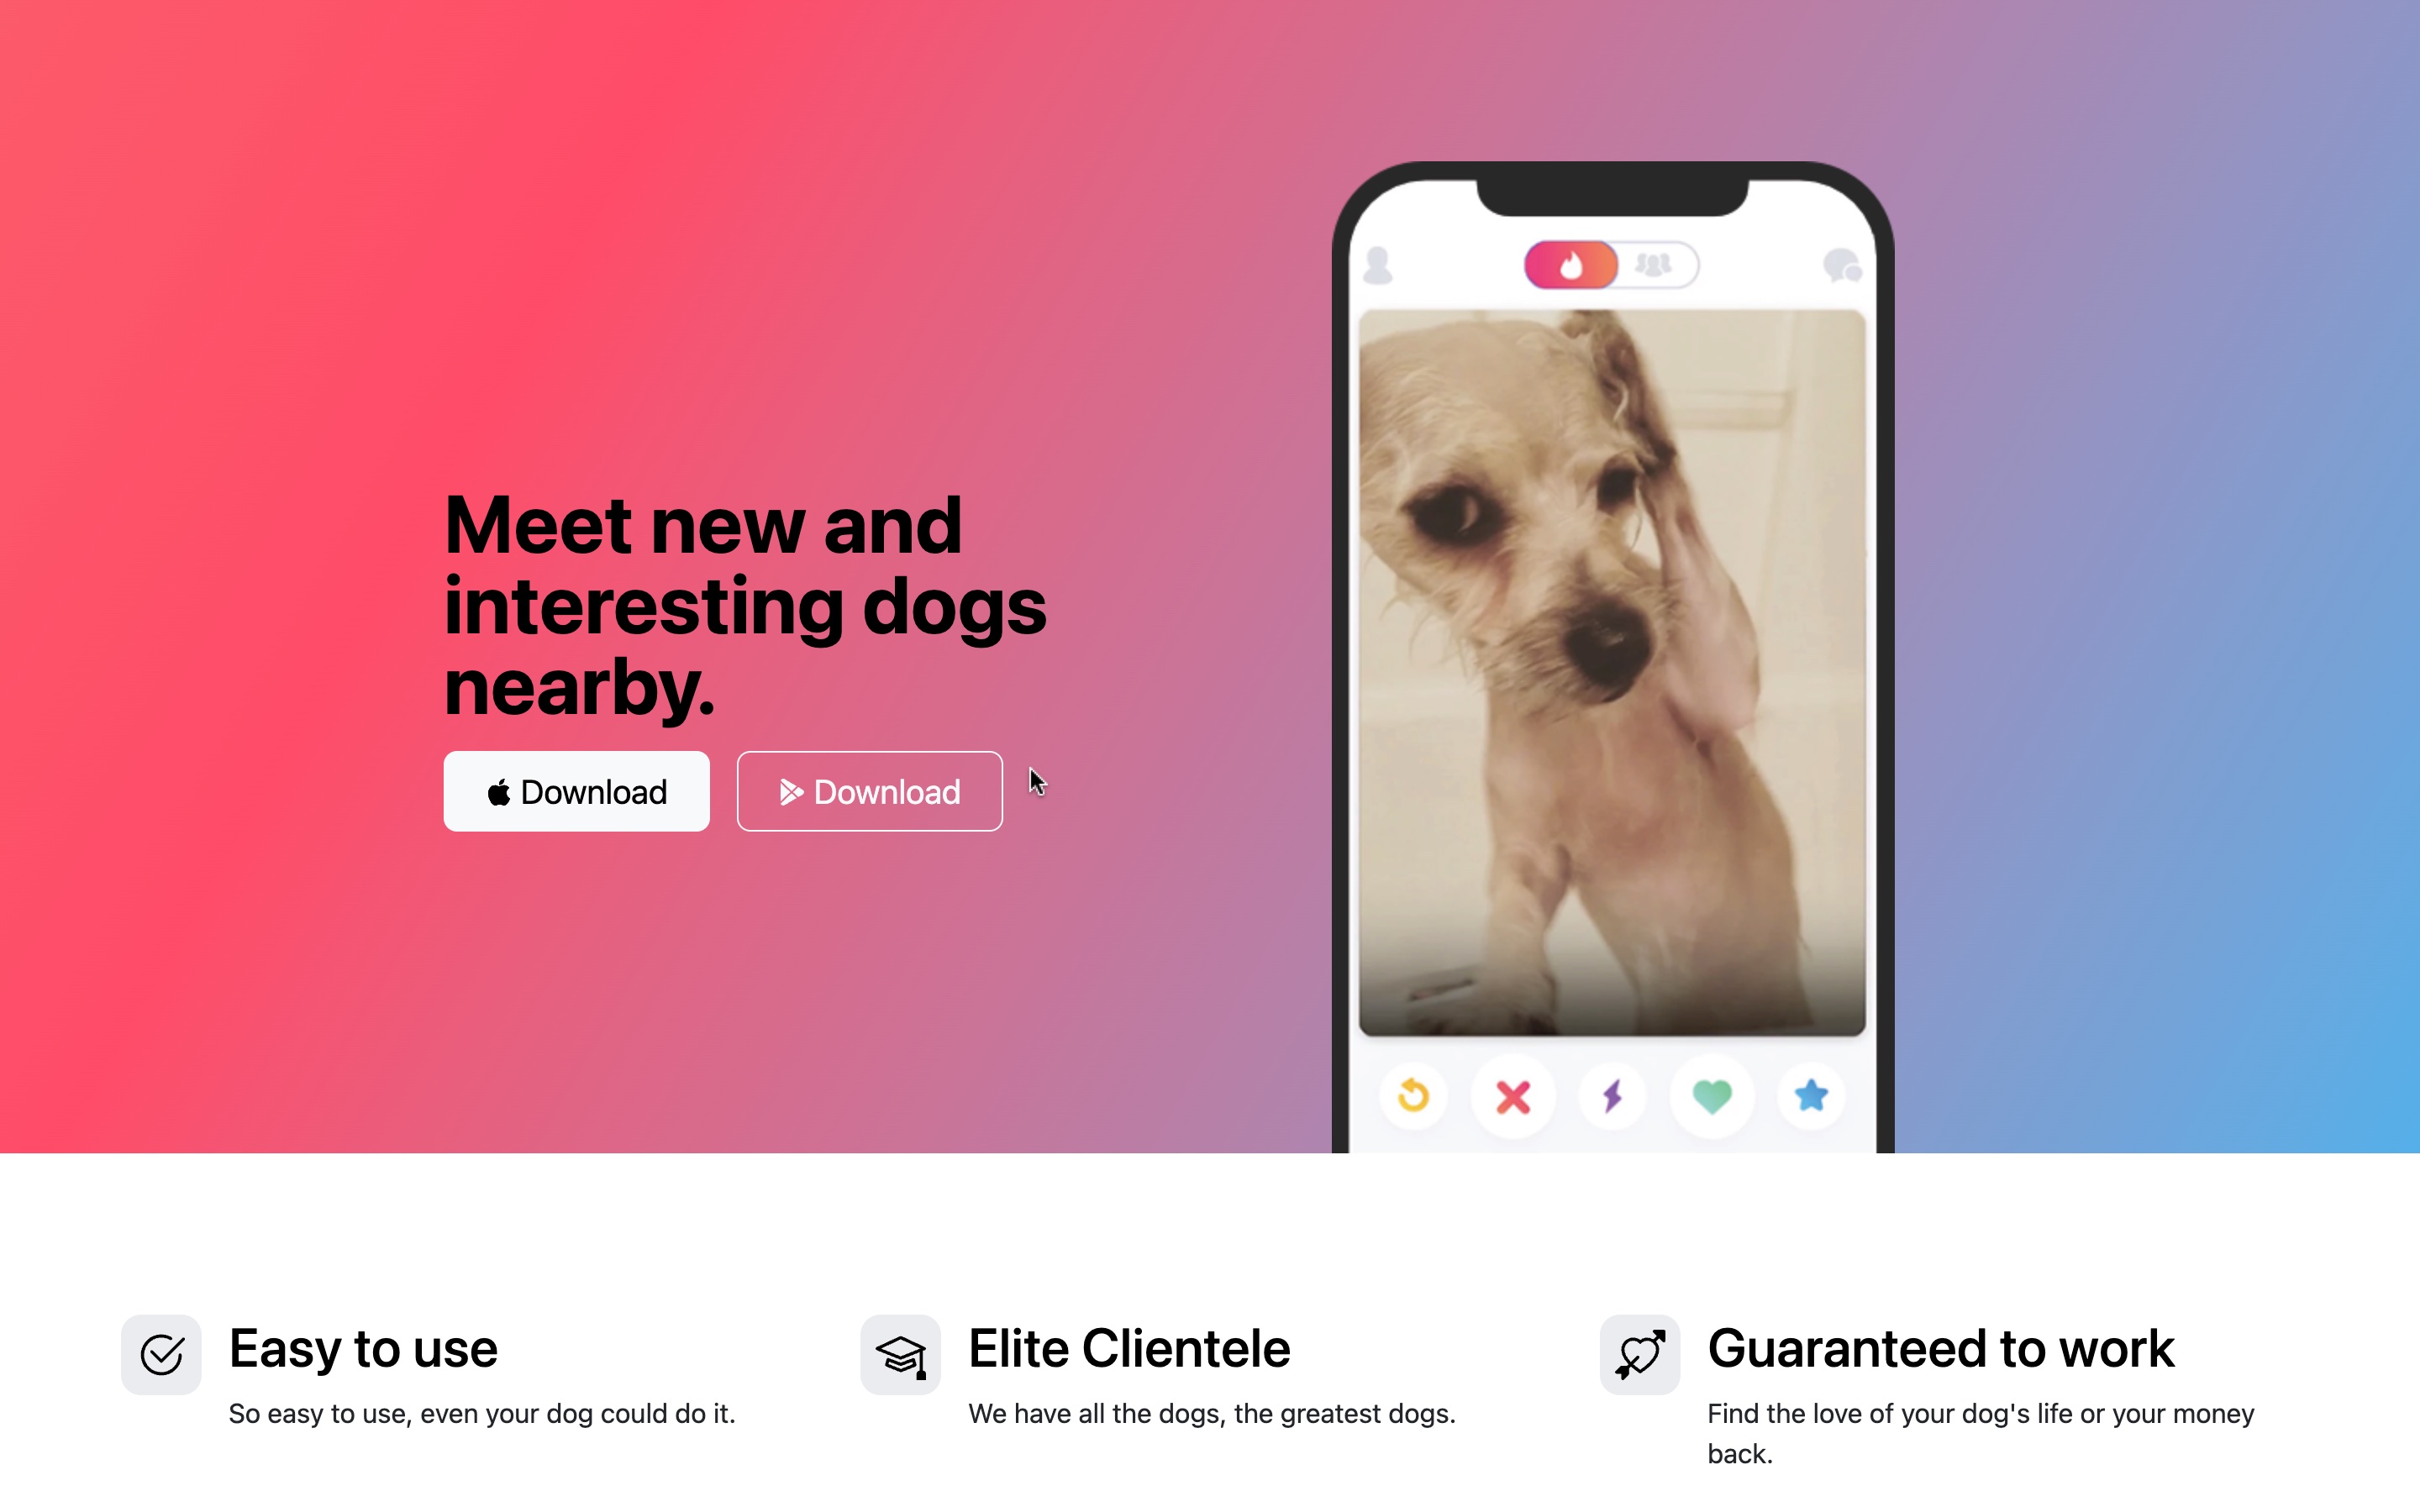 Meet new and
interesting dogs
nearby.
Download
Download
Easy to use
So easy to use, even your dog could do it.
Elite Clientele
We have all the dogs, the greatest dogs.
Guaranteed to work
Find the love of your dog's life or your money
back.